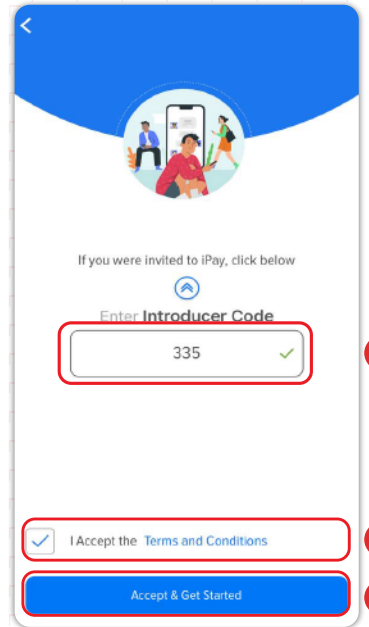 If you were invited to iPay, click below
Enter Introducer Code
335
I Accept the Terms and Conditions
Accept & Get Started